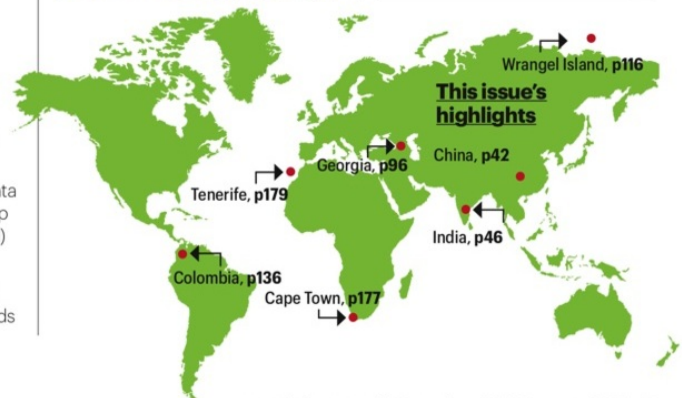 Wrangel Island, p116
This issue's
highlights
China, p42
Georgia, p96
Tenerife, p179
India, p46
Colombia, p136
Cape Town, p177